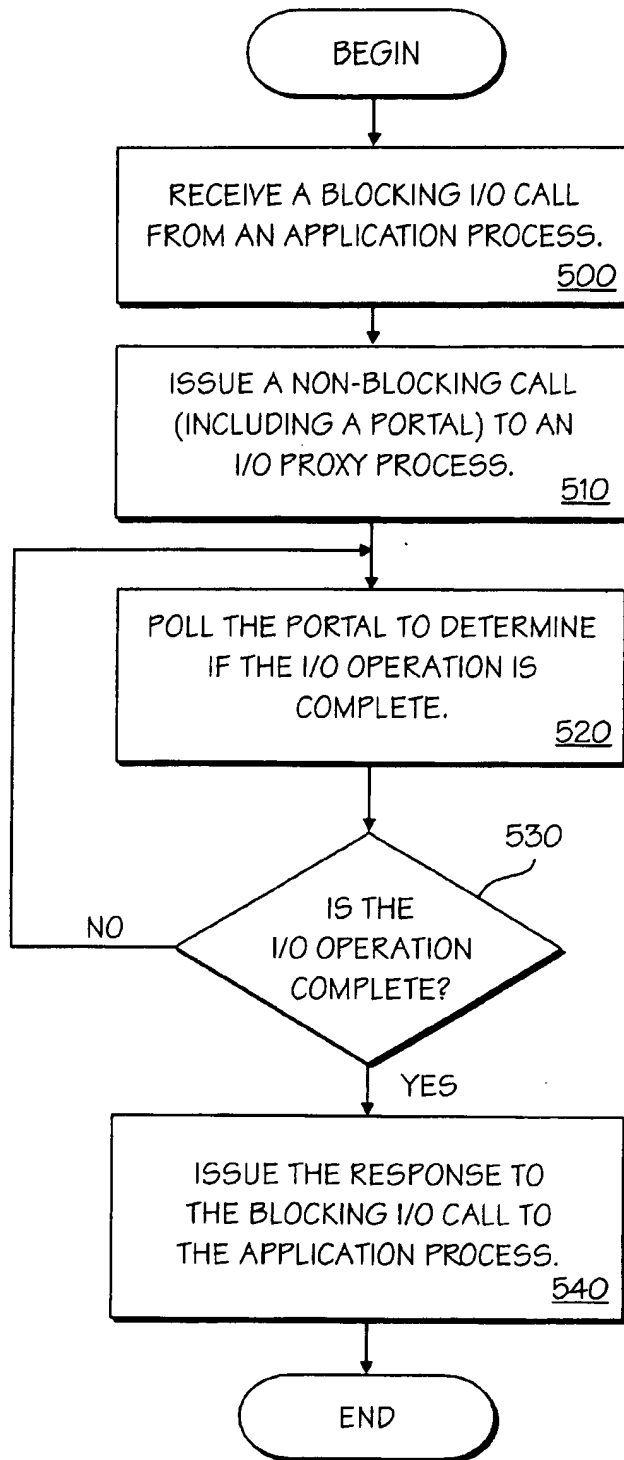 BEGIN
RECEIVE A BLOCKING I/O CALL
FROM AN APPLICATION PROCESS.
500
ISSUE A NON-BLOCKING CALL
(INCLUDING A PORTAL) TO AN
I/O PROXY PROCESS.
510
POLL THE PORTAL TO DETERMINE
IF THE I/O OPERATION IS
COMPLETE.
520
530
IS THE
I/O OPERATION
COMPLETE?
NO
YES
ISSUE THE RESPONSE TO
THE BLOCKING I/O CALL TO
THE APPLICATION PROCESS.
540
END